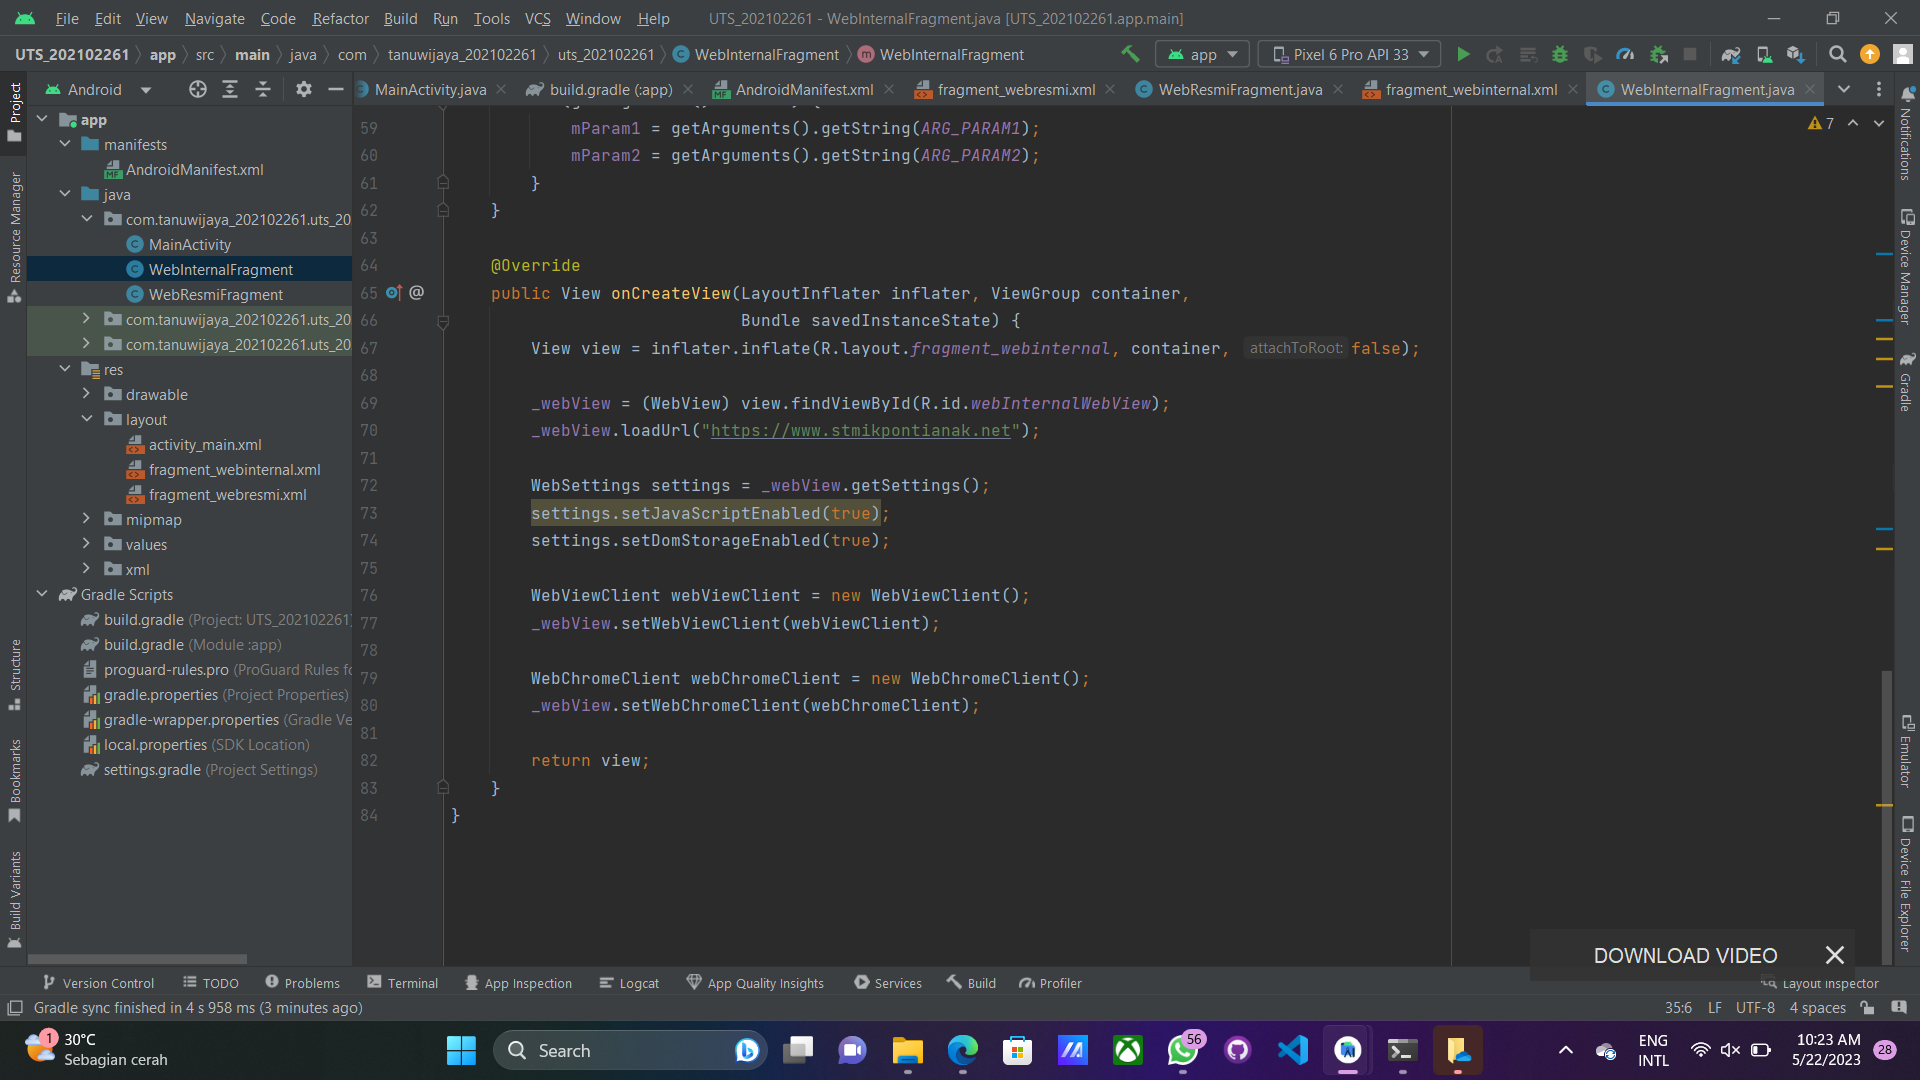 File Edit View Navigate Code Refactor Build Run Tools VCS Window Help UTS_202102261 - WebInternalFragment.java [UTS_202102261.app.main]
UTS_202102261 app src main java com tanuwijaya_202102261 uts_202102261 WebInternalFragment WebInternalFragment app Pixel 6 Pro API 33
Android MainActivity.java build.gradle (:app) AndroidManifest.xml fragment_webresmi.xml WebResmiFragment.java fragment_webinternal.xml WebInternalFragment.java
Project
Resource Manager
Structure
Bookmarks
Build Variants
app
manifests
AndroidManifest.xml
java
com.tanuwijaya_202102261.uts_20
MainActivity
WebInternalFragment
WebResmiFragment
com.tanuwijaya_202102261.uts_20
com.tanuwijaya_202102261.uts_20
res
drawable
layout
activity_main.xml
fragment_webinternal.xml
fragment_webresmi.xml
mipmap
values
xml
Gradle Scripts
build.gradle (Project: UTS_202102261)
build.gradle (Module :app)
proguard-rules.pro (ProGuard Rules fo
gradle.properties (Project Properties)
gradle-wrapper.properties (Gradle Ve
local.properties (SDK Location)
settings.gradle (Project Settings)
7
59 mParam1 = getArguments().getString(ARG_PARAM1);
60 mParam2 = getArguments().getString(ARG_PARAM2);
61 }
62 }
63
64 @Override
65 @ public View onCreateView(LayoutInflater inflater, ViewGroup container,
66 Bundle savedInstanceState) {
67 View view = inflater.inflate(R.layout.fragment_webinternal, container, attachToRoot: false);
68
69 _webView = (WebView) view.findViewById(R.id.webInternalWebView);
70 _webView.loadUrl("https://www.stmikpontianak.net");
71
72 WebSettings settings = _webView.getSettings();
73 settings.setJavaScriptEnabled(true);
74 settings.setDomStorageEnabled(true);
75
76 WebViewClient webViewClient = new WebViewClient();
77 _webView.setWebViewClient(webViewClient);
78
79 WebChromeClient webChromeClient = new WebChromeClient();
80 _webView.setWebChromeClient(webChromeClient);
81
82 return view;
83 }
84 }
Notifications
Device Manager
Gradle
Emulator
Device File Explorer
DOWNLOAD VIDEO
Version Control TODO Problems Terminal App Inspection Logcat App Quality Insights Services Build Profiler Layout Inspector
Gradle sync finished in 4 s 958 ms (3 minutes ago) 35:6 LF UTF-8 4 spaces
1
30°C
Sebagian cerah
Search
56
ENG
INTL
10:23 AM
5/22/2023
28